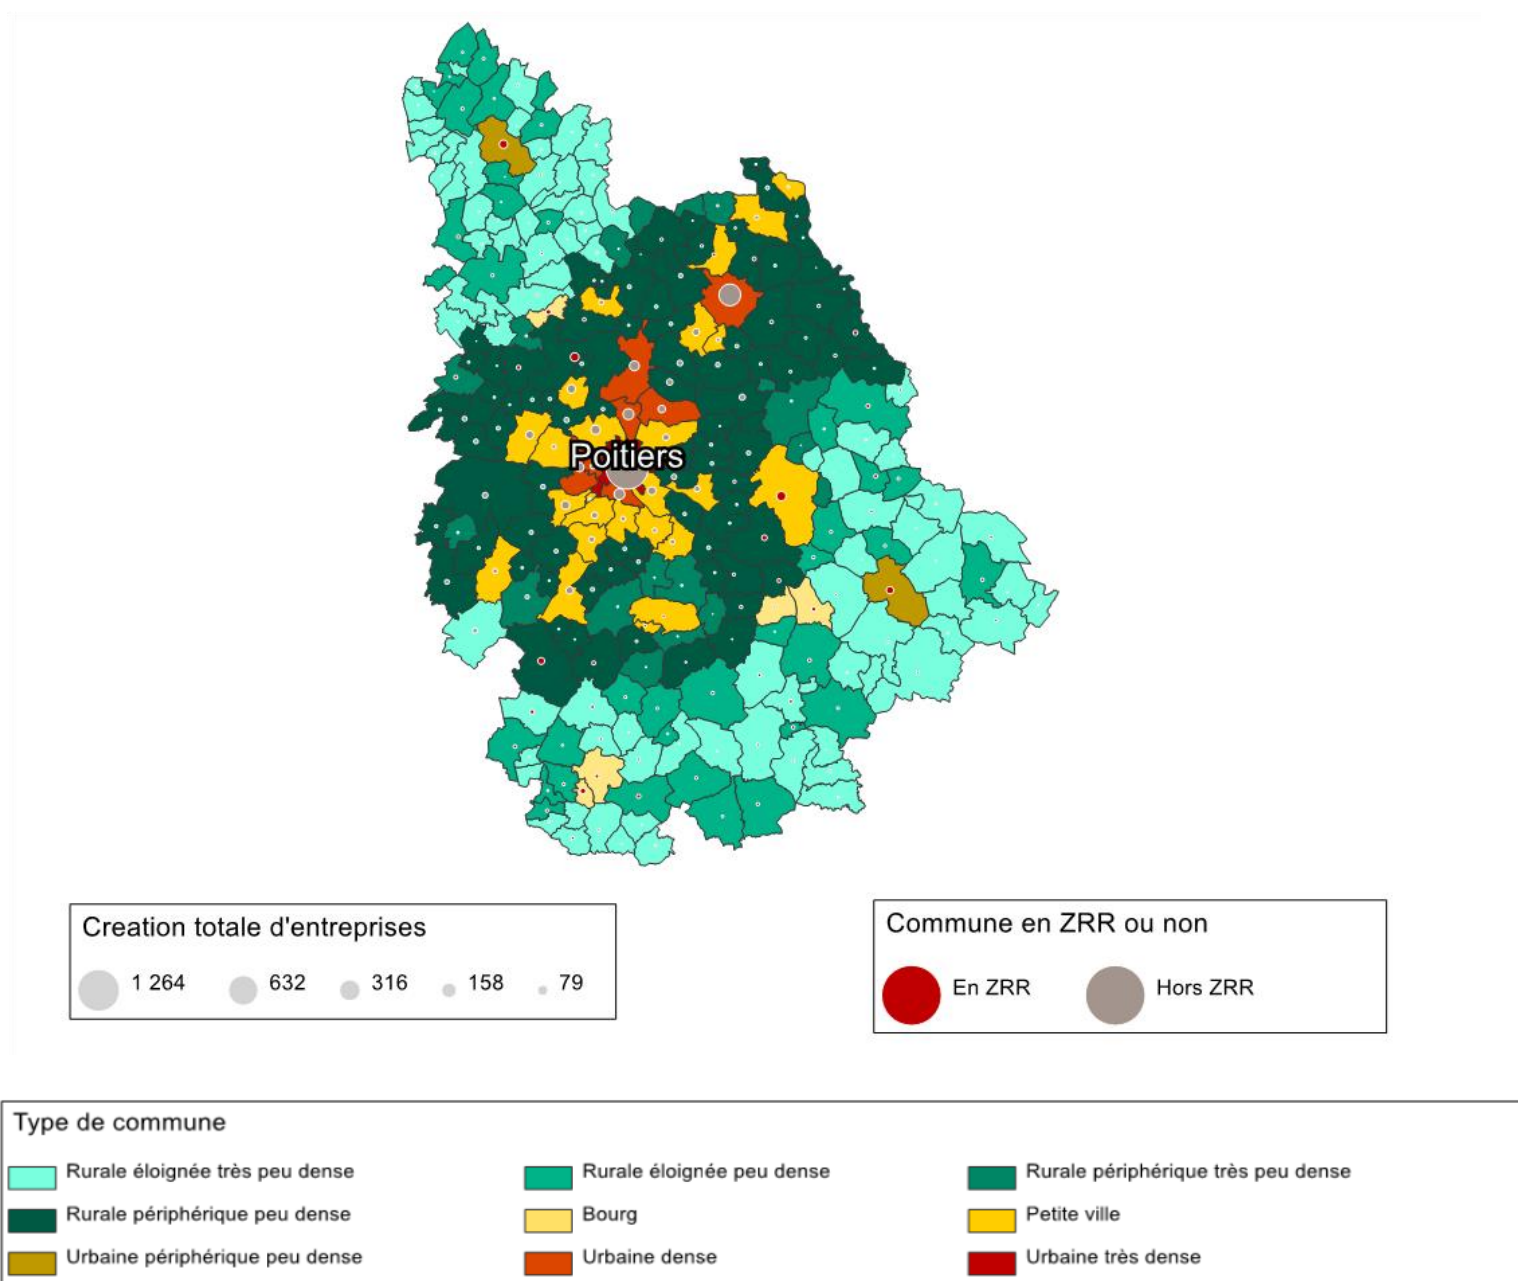 Poitiers
Creation totale d'entreprises
1 264 632 316 158 79
Commune en ZRR ou non
En ZRR Hors ZRR
Type de commune
Rurale éloignée très peu dense Rurale éloignée peu dense Rurale périphérique très peu dense
Rurale périphérique peu dense Bourg Petite ville
Urbaine périphérique peu dense Urbaine dense Urbaine très dense